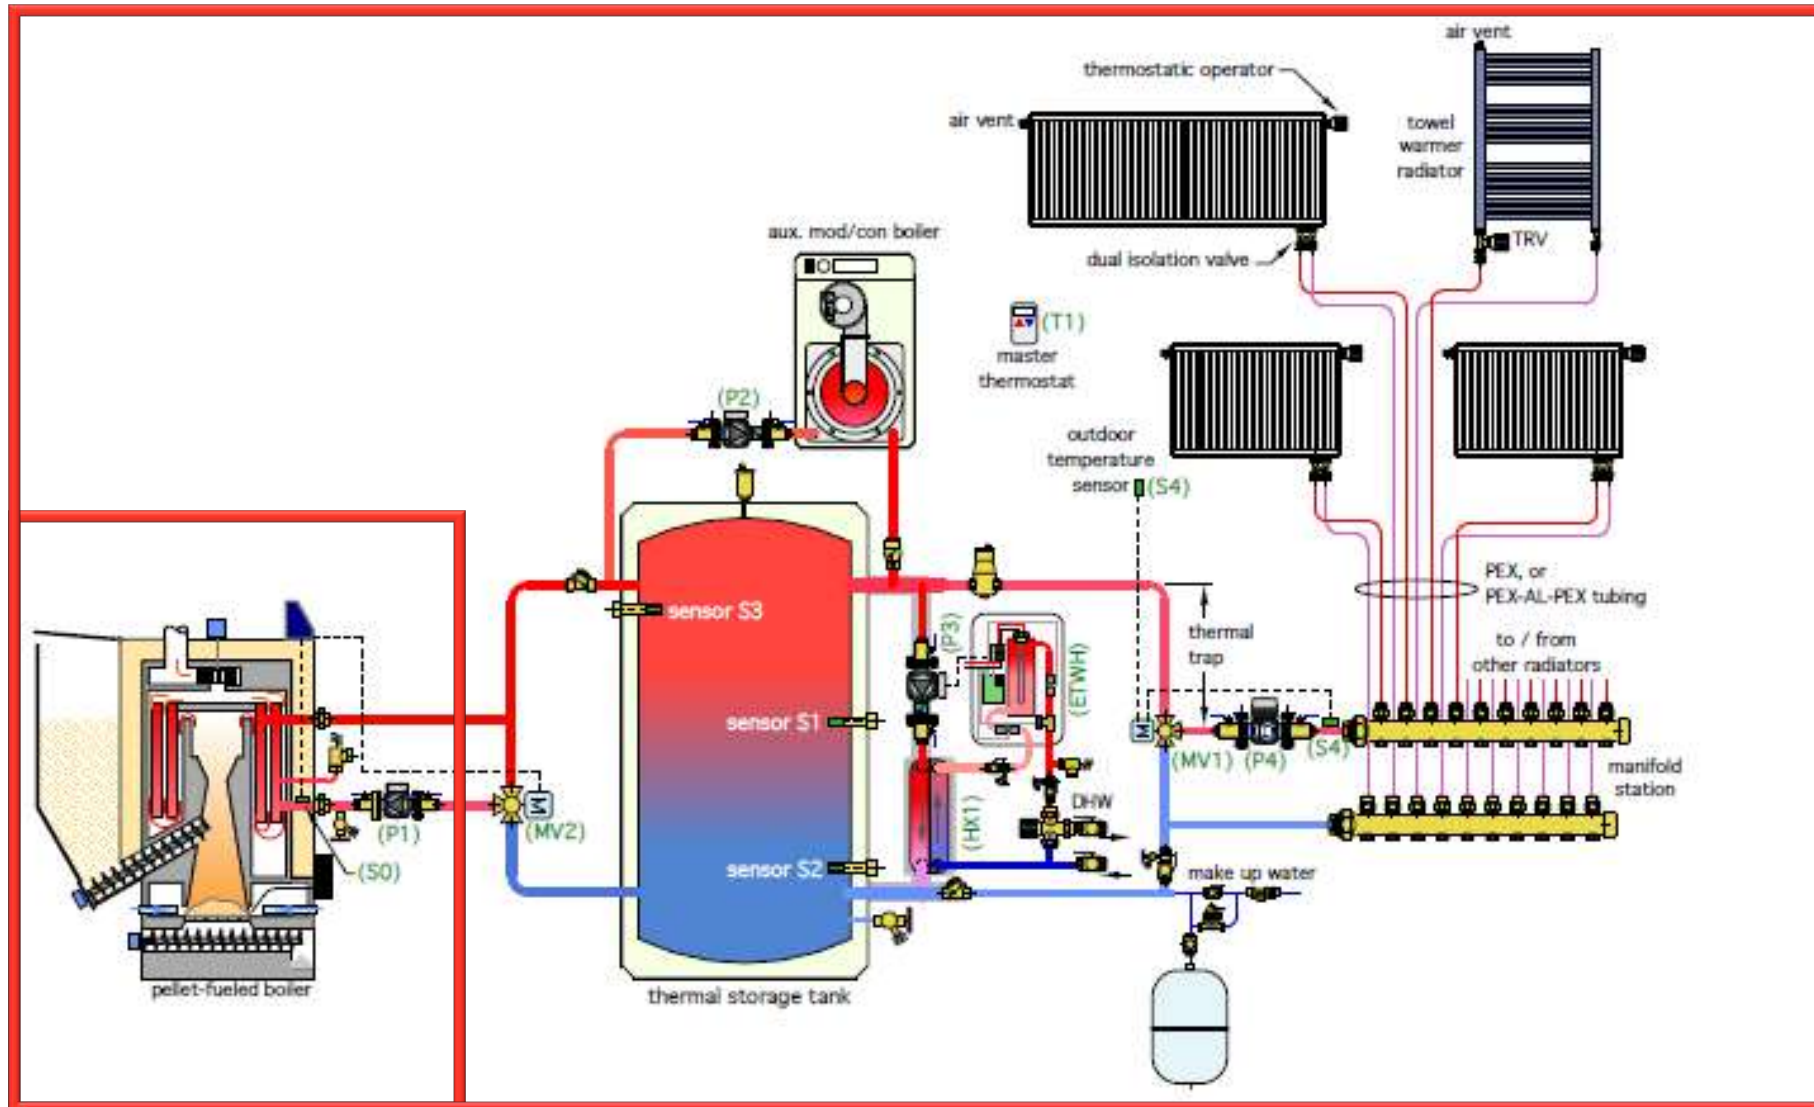 air vent
thermostatic operator
air vent
towel
warmer
radiator
TRV
dual isolation valve
aux. mod/con boiler
(T1)
master
thermostat
(P2)
outdoor
temperature
sensor
(S4)
PEX, or
PEX-AL-PEX tubing
sensor S3
(P3)
(ETWH)
thermal
trap
to / from
other radiators
sensor S1
M
(MV1)
(P4)
(S4)
manifold
station
(P1)
M
(MV2)
(HX1)
DHW
(S0)
sensor S2
make up water
pellet-fueled boiler
thermal storage tank